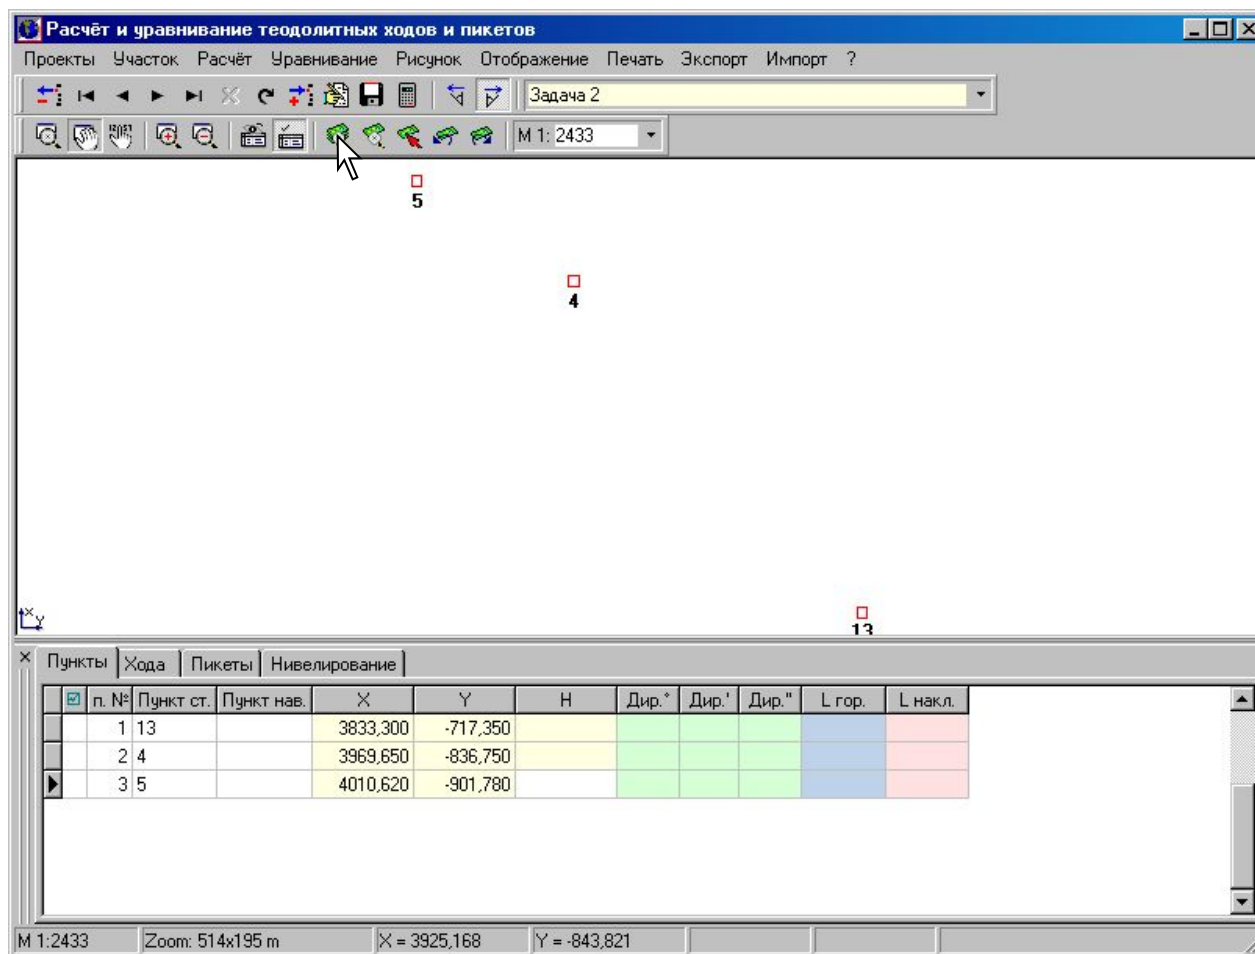 Расчёт и уравнивание теодолитных ходов и пикетов
Проекты Участок Расчёт Уравнивание Рисунок Отображение Печать Экспорт Импорт ?
Задача 2
М 1: 2433
5
4
13
X
Y
Пункты Хода Пикеты Нивелирование
п. № Пункт ст. Пункт нав. X Y H Дир.° Дир.' Дир." L гор. L накл.
1 13 3833,300 -717,350
2 4 3969,650 -836,750
3 5 4010,620 -901,780
М 1:2433 Zoom: 514x195 m X = 3925,168 Y = -843,821